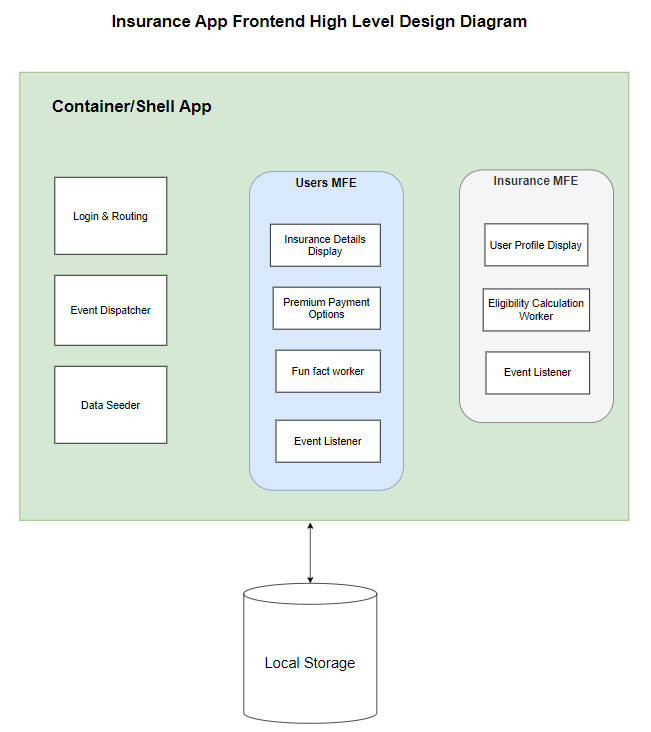 Insurance App Frontend High Level Design Diagram
Container/Shell App
Login & Routing
Event Dispatcher
Data Seeder
Users MFE
Insurance Details
Display
Premium Payment
Options
Fun fact worker
Event Listener
Insurance MFE
User Profile Display
Eligibility Calculation
Worker
Event Listener
Local Storage